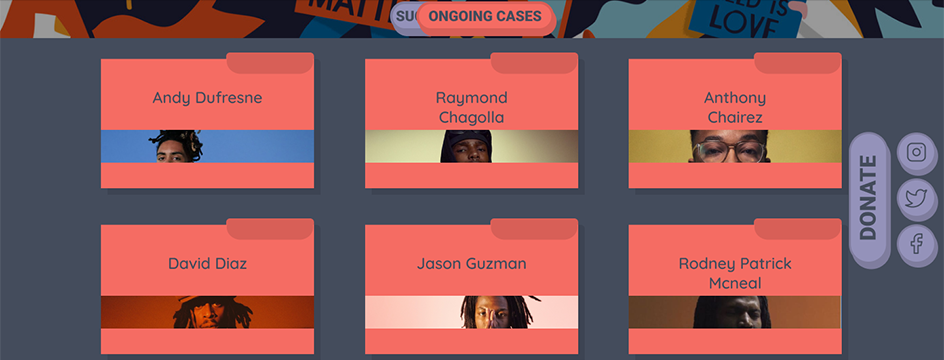 MATT
SU
ONGOING CASES
IS
LOVE
Andy Dufresne
Raymond
Chagolla
Anthony
Chairez
DONATE
David Diaz
Jason Guzman
Rodney Patrick
Mcneal